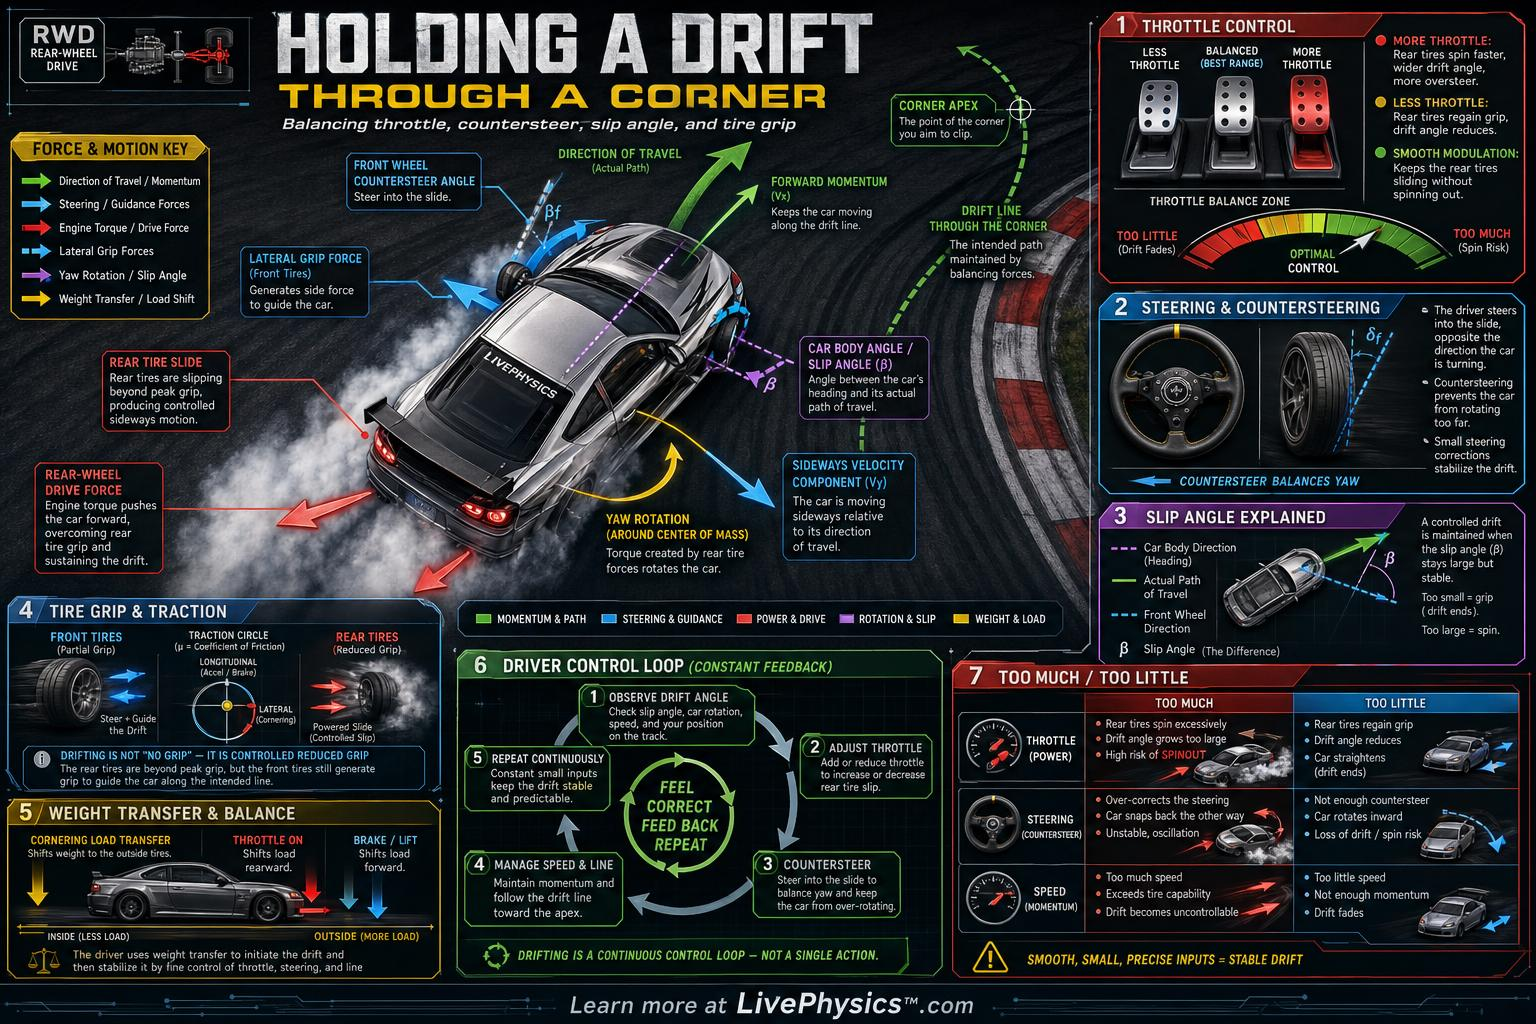 RWD
REAR-WHEEL
DRIVE
HOLDING A DRIFT
THROUGH A CORNER
Balancing throttle, countersteer, slip angle, and tire grip
FORCE & MOTION KEY
Direction of Travel / Momentum
Steering / Guidance Forces
Engine Torque / Drive Force
Lateral Grip Forces
Yaw Rotation / Slip Angle
Weight Transfer / Load Shift
FRONT WHEEL
COUNTERSTEER ANGLE
Steer into the slide.
βf
DIRECTION OF TRAVEL
(Actual Path)
FORWARD MOMENTUM
(Vx)
Keeps the car moving
along the drift line.
CORNER APEX
The point of the corner
you aim to clip.
DRIFT LINE
THROUGH THE CORNER
The intended path
maintained by
balancing forces.
LATERAL GRIP FORCE
(Front Tires)
Generates side force
to guide the car.
REAR TIRE SLIDE
Rear tires are slipping
beyond peak grip,
producing controlled
sideways motion.
REAR-WHEEL
DRIVE FORCE
Engine torque pushes
the car forward,
overcoming rear
tire grip and
sustaining the drift.
LIVEPHYSICS
CAR BODY ANGLE /
SLIP ANGLE (β)
Angle between the car's
heading and its actual
path of travel.
β
SIDEWAYS VELOCITY
COMPONENT (Vy)
The car is moving
sideways relative
to its direction
of travel.
YAW ROTATION
(AROUND CENTER OF MASS)
Torque created by rear tire
forces rotates the car.
MOMENTUM & PATH
STEERING & GUIDANCE
POWER & DRIVE
ROTATION & SLIP
WEIGHT & LOAD
1 THROTTLE CONTROL
LESS
THROTTLE
BALANCED
(BEST RANGE)
MORE
THROTTLE
MORE THROTTLE:
Rear tires spin faster,
wider drift angle,
more oversteer.
LESS THROTTLE:
Rear tires regain grip,
drift angle reduces.
SMOOTH MODULATION:
Keeps the rear tires
sliding without
spinning out.
THROTTLE BALANCE ZONE
TOO LITTLE
(Drift Fades)
OPTIMAL
CONTROL
TOO MUCH
(Spin Risk)
2 STEERING & COUNTERSTEERING
δf
The driver steers
into the slide,
opposite the
direction the car
is turning.
Countersteering
prevents the car
from rotating
too far.
Small steering
corrections
stabilize the drift.
COUNTERSTEER BALANCES YAW
3 SLIP ANGLE EXPLAINED
Car Body Direction
(Heading)
Actual Path
of Travel
Front Wheel
Direction
β Slip Angle (The Difference)
β
A controlled drift
is maintained when
the slip angle (β)
stays large but
stable.
Too small = grip
(drift ends).
Too large = spin.
4 TIRE GRIP & TRACTION
FRONT TIRES
(Partial Grip)
Steer + Guide
the Drift
TRACTION CIRCLE
(μ = Coefficient of Friction)
LONGITUDINAL
(Accel / Brake)
LATERAL
(Cornering)
REAR TIRES
(Reduced Grip)
Powered Slide
(Controlled Slip)
DRIFTING IS NOT "NO GRIP" — IT IS CONTROLLED REDUCED GRIP
The rear tires are beyond peak grip, but the front tires still generate
grip to guide the car along the intended line.
5 WEIGHT TRANSFER & BALANCE
CORNERING LOAD TRANSFER
Shifts weight to the outside tires.
THROTTLE ON
Shifts load
rearward.
BRAKE / LIFT
Shifts load
forward.
INSIDE (LESS LOAD)
OUTSIDE (MORE LOAD)
The driver uses weight transfer to initiate the drift and
then stabilize it by fine control of throttle, steering, and line
6 DRIVER CONTROL LOOP (CONSTANT FEEDBACK)
1 OBSERVE DRIFT ANGLE
Check slip angle, car rotation,
speed, and your position
on the track.
2 ADJUST THROTTLE
Add or reduce throttle
to increase or decrease
rear tire slip.
3 COUNTERSTEER
Steer into the slide to
balance yaw and keep
the car from over-rotating.
4 MANAGE SPEED & LINE
Maintain momentum and
follow the drift line
toward the apex.
5 REPEAT CONTINUOUSLY
Constant small inputs
keep the drift stable
and predictable.
FEEL
CORRECT
FEED BACK
REPEAT
DRIFTING IS A CONTINUOUS CONTROL LOOP — NOT A SINGLE ACTION.
7 TOO MUCH / TOO LITTLE
TOO MUCH
TOO LITTLE
THROTTLE
(POWER)
Rear tires spin excessively
Drift angle grows too large
High risk of SPINOUT
Rear tires regain grip
Drift angle reduces
Car straightens
(drift ends)
STEERING
(COUNTERSTEER)
Over-corrects the steering
Car snaps back the other way
Unstable, oscillation
Not enough countersteer
Car rotates inward
Loss of drift / spin risk
SPEED
(MOMENTUM)
Too much speed
Exceeds tire capability
Drift becomes uncontrollable
Too little speed
Not enough momentum
Drift fades
SMOOTH, SMALL, PRECISE INPUTS = STABLE DRIFT
Learn more at LivePhysics™.com